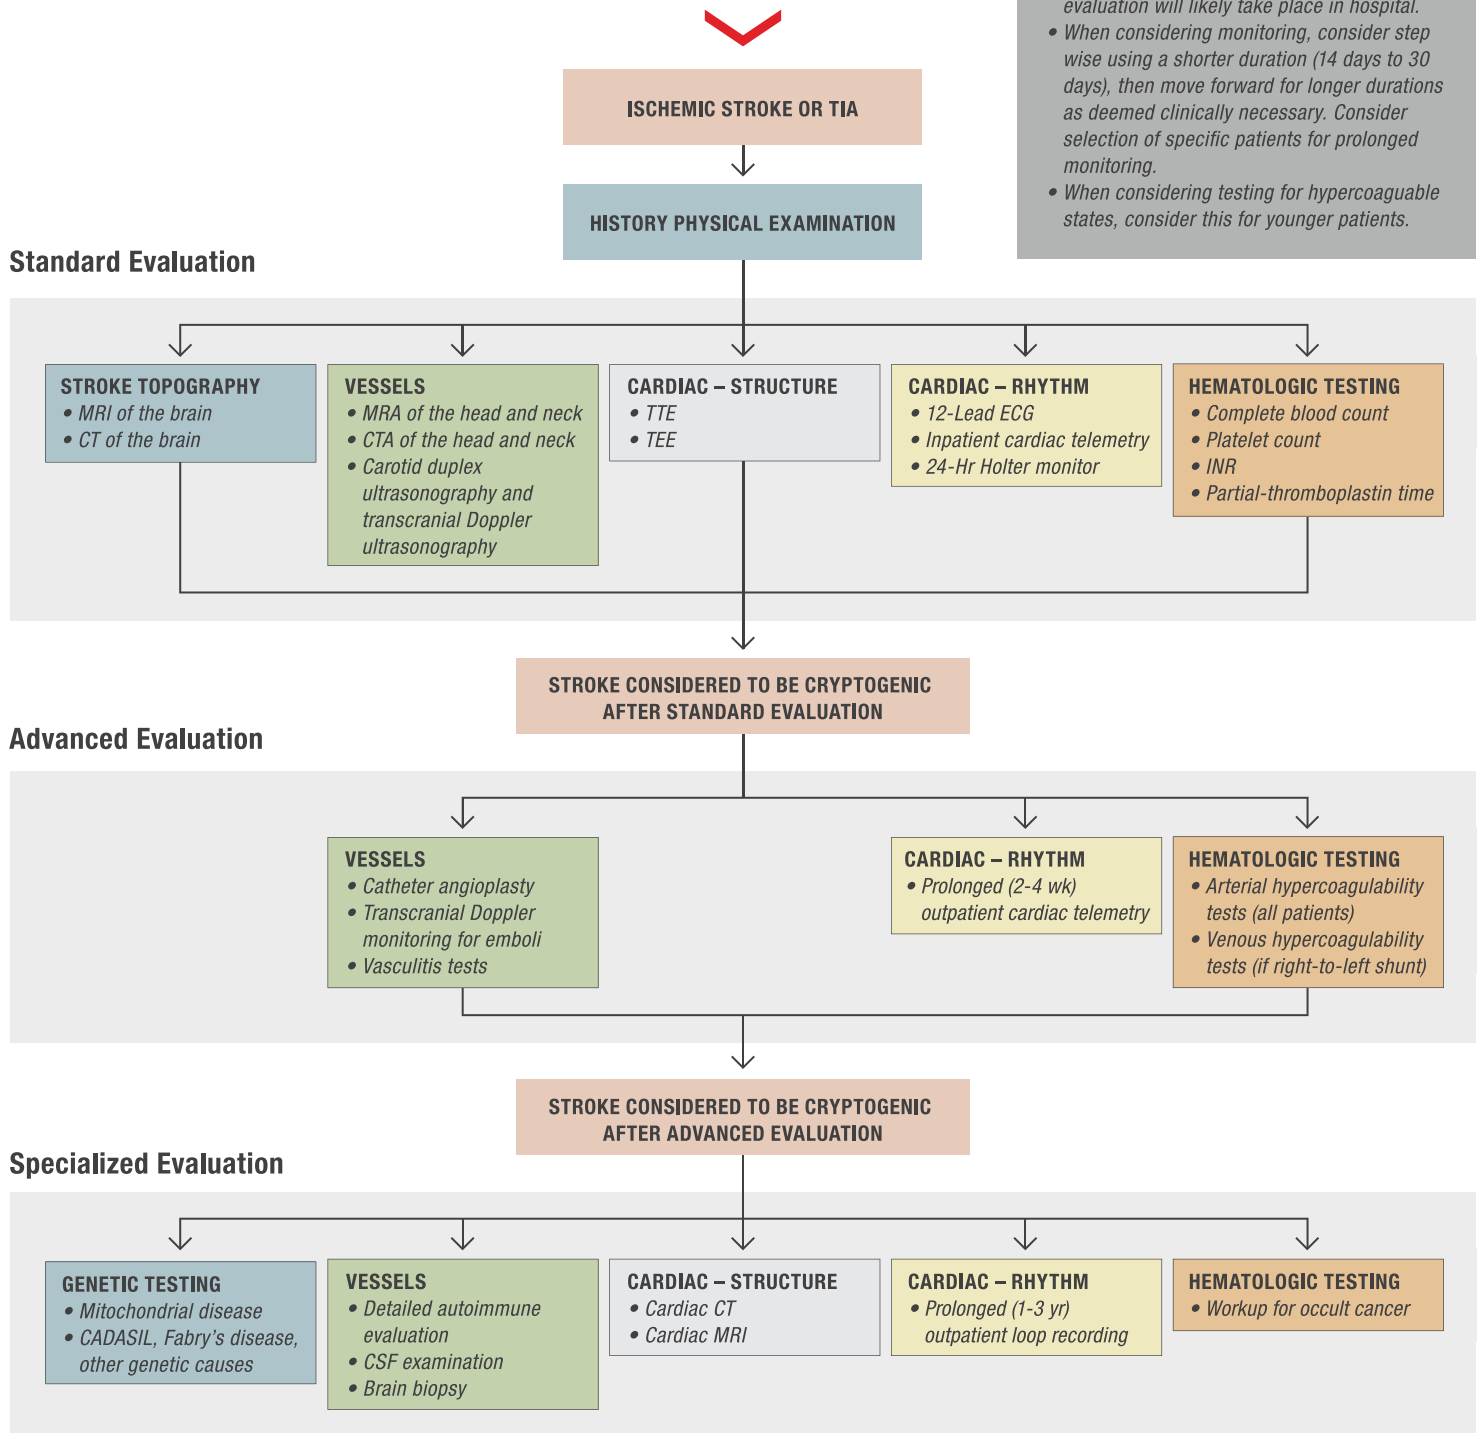 evaluation will likely take place in hospital.
• When considering monitoring, consider step
wise using a shorter duration (14 days to 30
days), then move forward for longer durations
as deemed clinically necessary. Consider
selection of specific patients for prolonged
monitoring.
• When considering testing for hypercoaguable
states, consider this for younger patients.
ISCHEMIC STROKE OR TIA
HISTORY PHYSICAL EXAMINATION
Standard Evaluation
STROKE TOPOGRAPHY
• MRI of the brain
• CT of the brain
VESSELS
• MRA of the head and neck
• CTA of the head and neck
• Carotid duplex
ultrasonography and
transcranial Doppler
ultrasonography
CARDIAC – STRUCTURE
• TTE
• TEE
CARDIAC – RHYTHM
• 12-Lead ECG
• Inpatient cardiac telemetry
• 24-Hr Holter monitor
HEMATOLOGIC TESTING
• Complete blood count
• Platelet count
• INR
• Partial-thromboplastin time
STROKE CONSIDERED TO BE CRYPTOGENIC
AFTER STANDARD EVALUATION
Advanced Evaluation
VESSELS
• Catheter angioplasty
• Transcranial Doppler
monitoring for emboli
• Vasculitis tests
CARDIAC – RHYTHM
• Prolonged (2-4 wk)
outpatient cardiac telemetry
HEMATOLOGIC TESTING
• Arterial hypercoagulability
tests (all patients)
• Venous hypercoagulability
tests (if right-to-left shunt)
STROKE CONSIDERED TO BE CRYPTOGENIC
AFTER ADVANCED EVALUATION
Specialized Evaluation
GENETIC TESTING
• Mitochondrial disease
• CADASIL, Fabry's disease,
other genetic causes
VESSELS
• Detailed autoimmune
evaluation
• CSF examination
• Brain biopsy
CARDIAC – STRUCTURE
• Cardiac CT
• Cardiac MRI
CARDIAC – RHYTHM
• Prolonged (1-3 yr)
outpatient loop recording
HEMATOLOGIC TESTING
• Workup for occult cancer